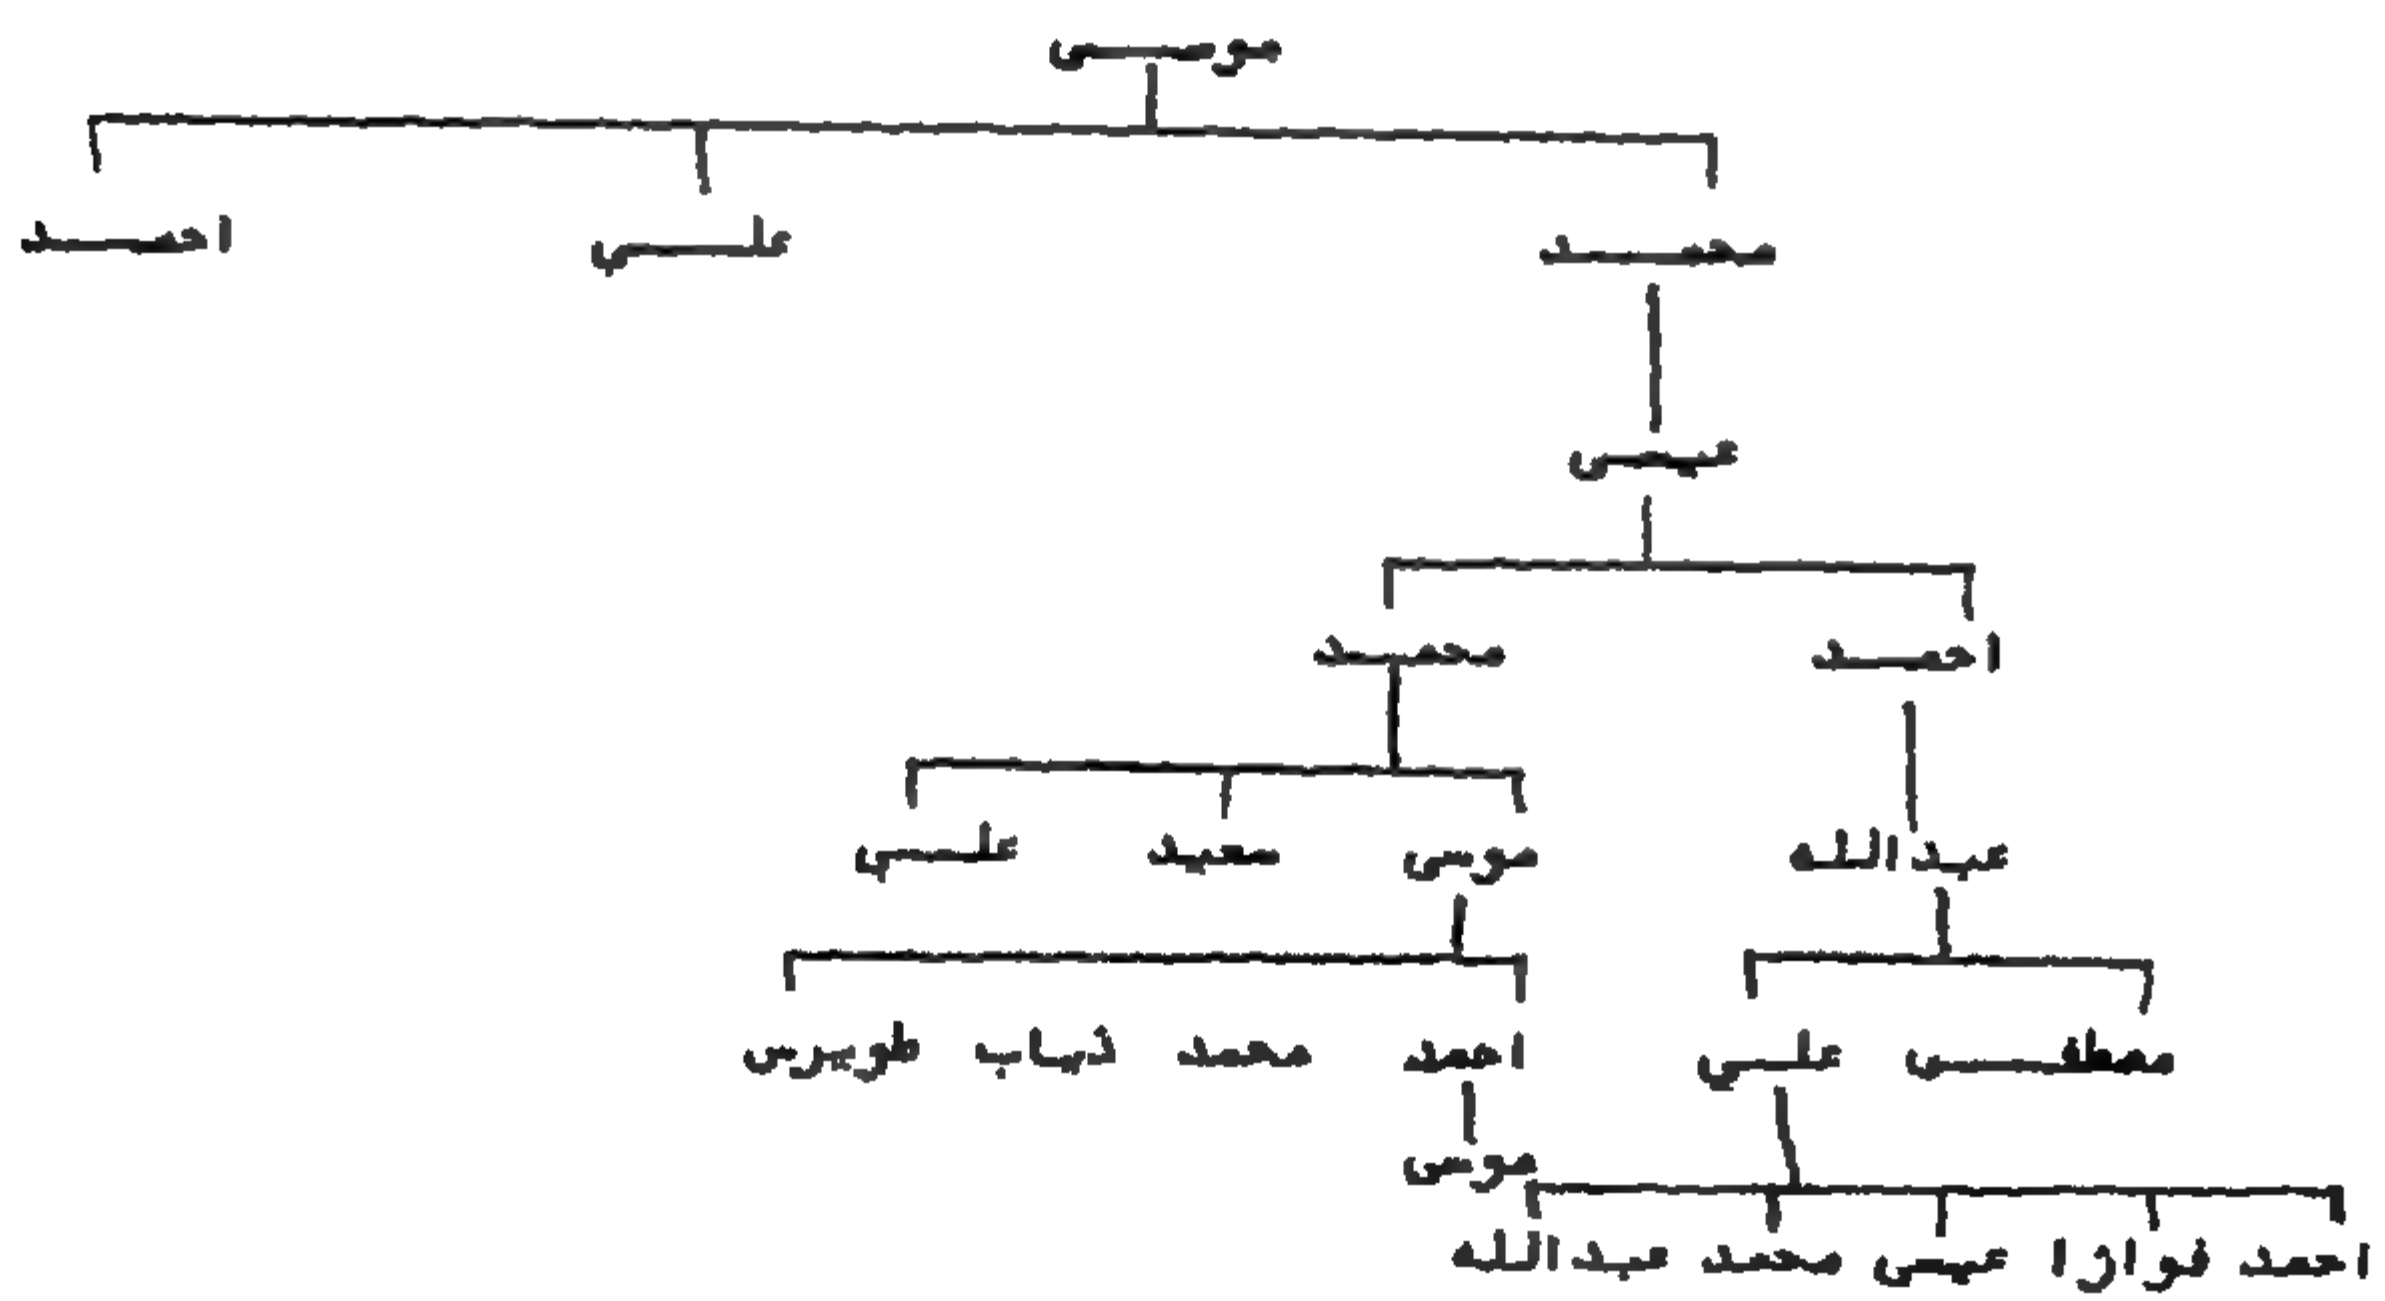 موسى
محمد علي احمد
عيسى
احمد محمد
عبدالله موسى سعيد علي
مصطفى علي احمد محمد ذياب طويرس
موسى
احمد فوازا عيسى محمد عبدالله